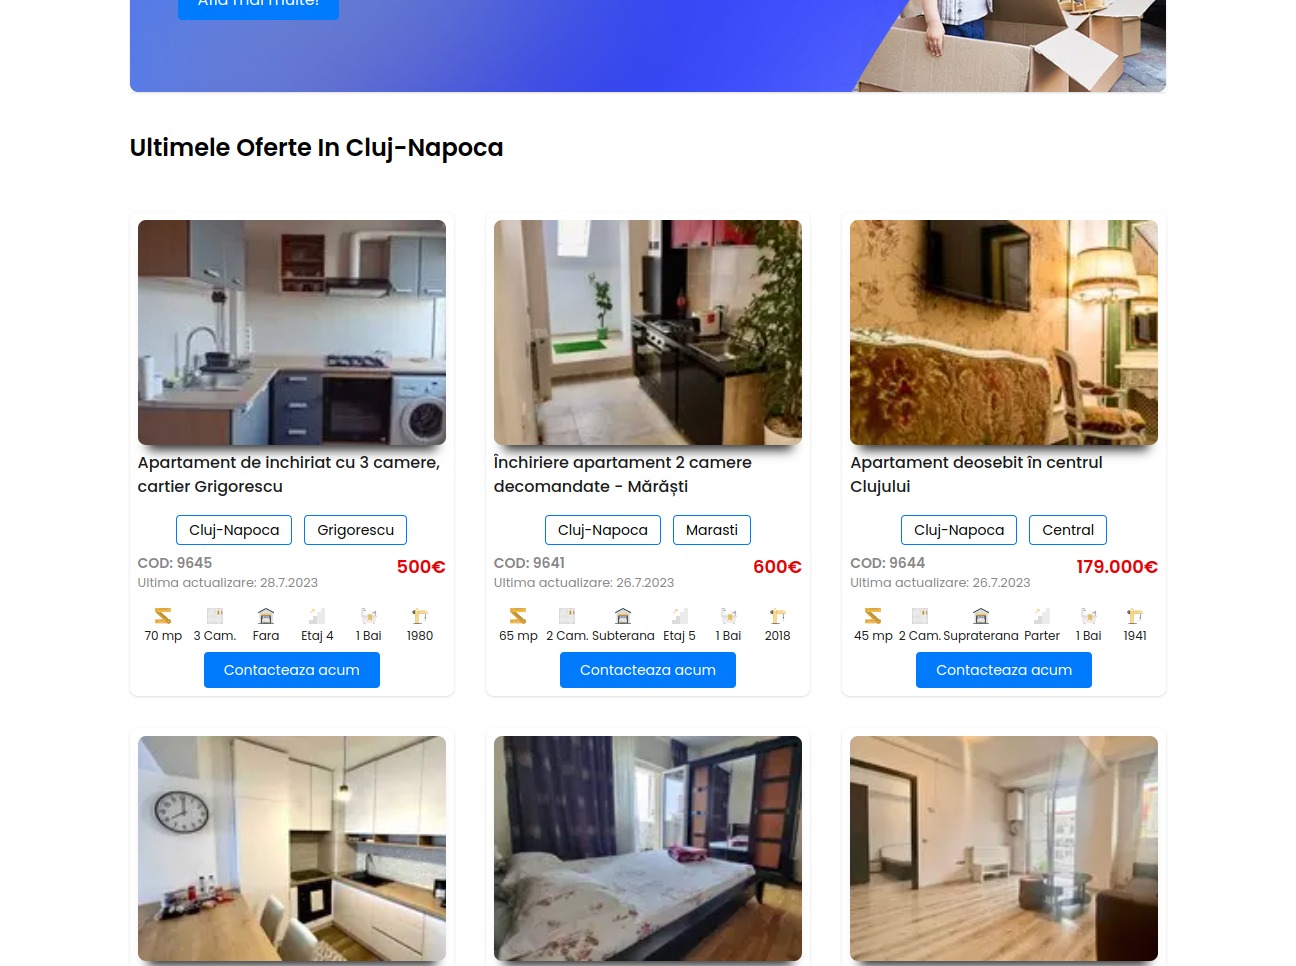 Află mai multe!
Ultimele Oferte In Cluj-Napoca
Apartament de inchiriat cu 3 camere,
cartier Grigorescu
Cluj-Napoca Grigorescu
COD: 9645 500€
Ultima actualizare: 28.7.2023
70 mp 3 Cam. Fara Etaj 4 1 Bai 1980
Contacteaza acum
Închiriere apartament 2 camere
decomandate - Mărăști
Cluj-Napoca Marasti
COD: 9641 600€
Ultima actualizare: 26.7.2023
65 mp 2 Cam. Subterana Etaj 5 1 Bai 2018
Contacteaza acum
Apartament deosebit în centrul
Clujului
Cluj-Napoca Central
COD: 9644 179.000€
Ultima actualizare: 26.7.2023
45 mp 2 Cam. Supraterana Parter 1 Bai 1941
Contacteaza acum